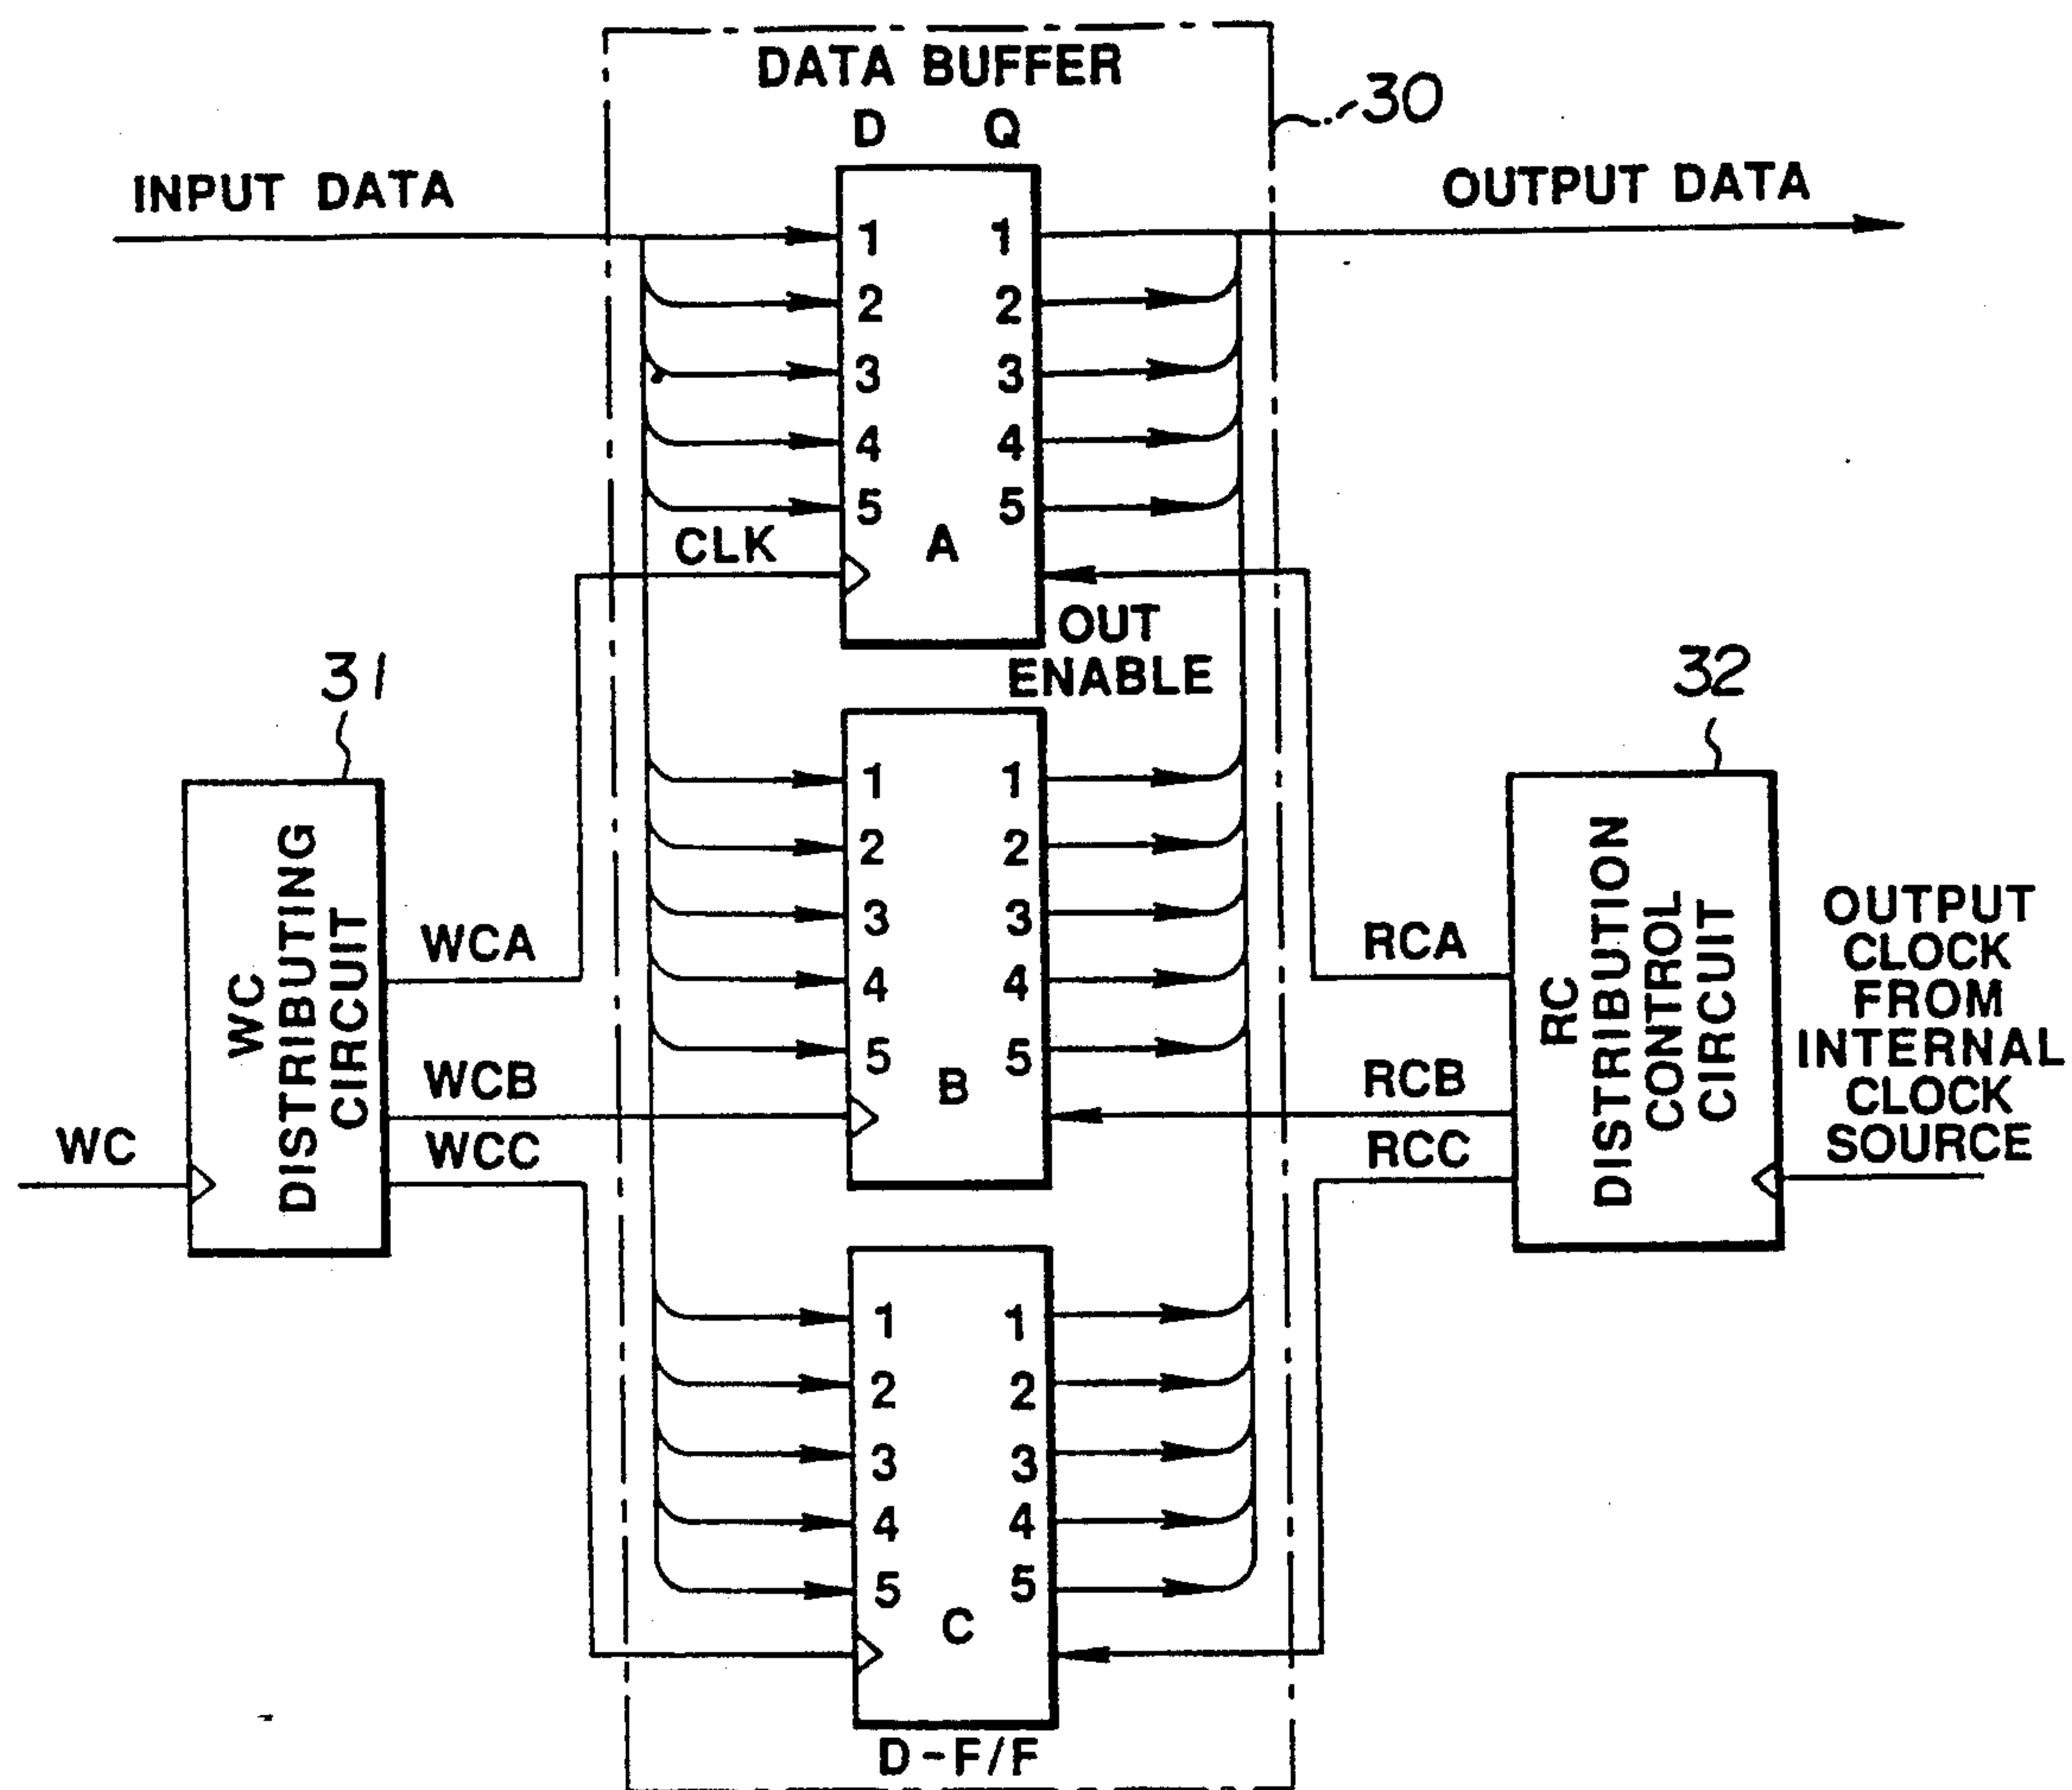 DATA BUFFER
30
D Q
INPUT DATA
OUTPUT DATA
1 1
2 2
3 3
4 4
5 5
CLK
A
OUT
ENABLE
31
32
1 1
2 2
3 3
4 4
5 5
B
WC
DISTRIBUTING
CIRCUIT
WCA
WCB
WCC
WC
RCA
RCB
RCC
RC
DISTRIBUTION
CONTROL
CIRCUIT
OUTPUT
CLOCK
FROM
INTERNAL
CLOCK
SOURCE
1 1
2 2
3 3
4 4
5 5
C
D-F/F